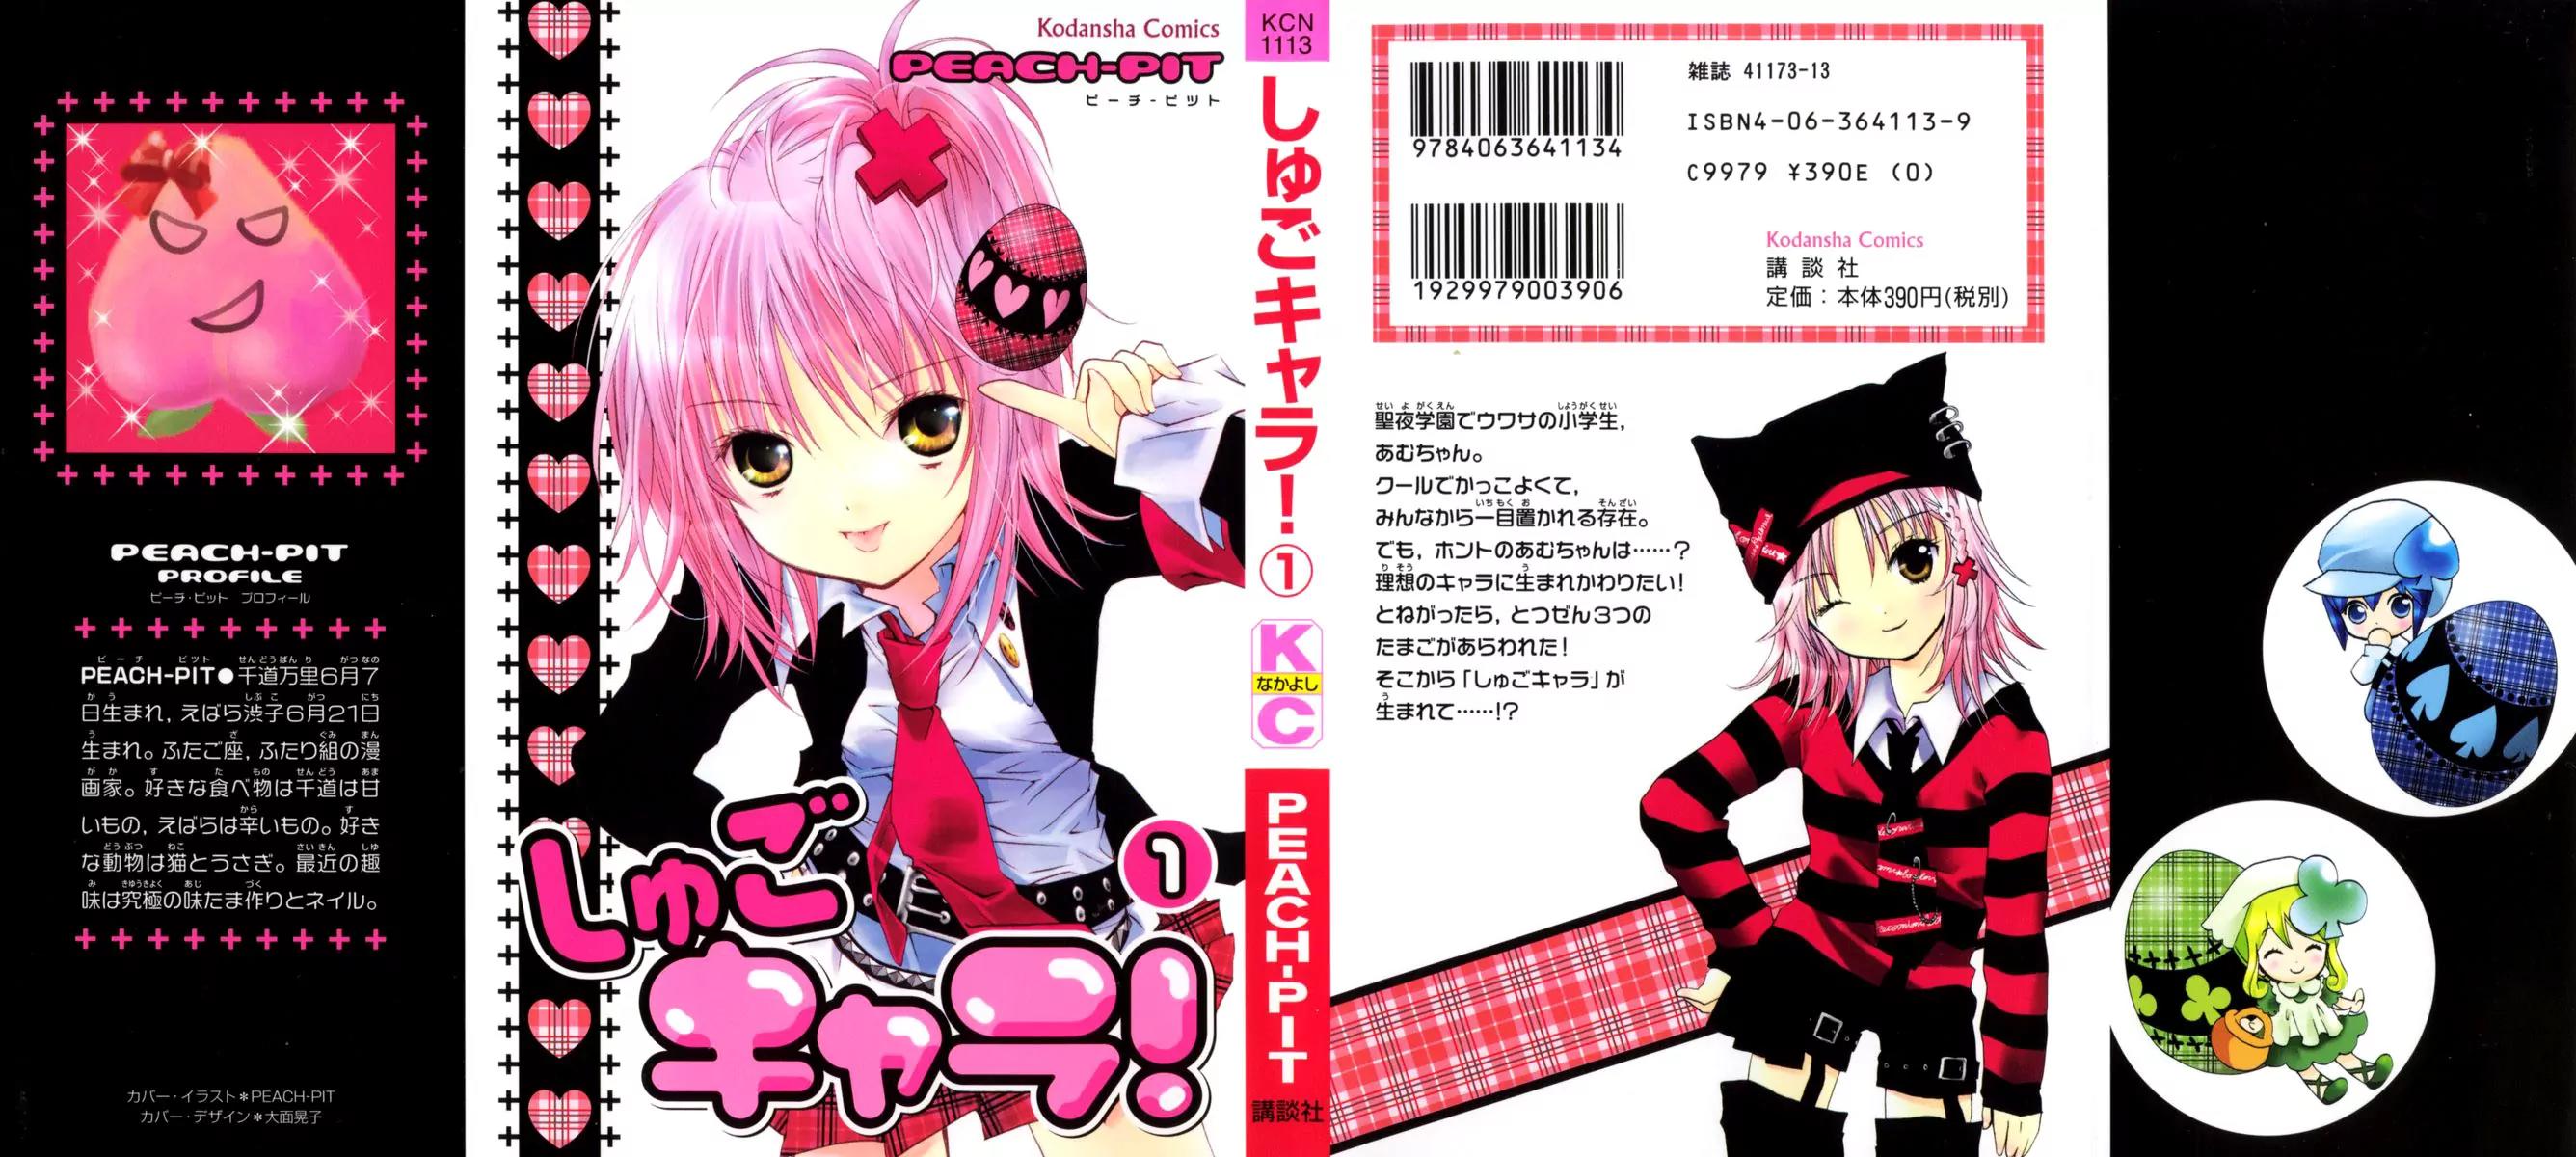 PEACH-PIT
PROFILE
ピーチ・ピット プロフィール
PEACH-PIT●千道万里6月7
日生まれ, えばら渋子6月21日
生まれ。ふたご座, ふたり組の漫
画家。好きな食べ物は千道は甘
いもの, えばらは辛いもの。好き
な動物は猫とうさぎ。最近の趣
味は究極の味たま作りとネイル。
カバー・イラスト＊PEACH-PIT
カバー・デザイン＊大面晃子
Kodansha Comics
PEACH-PIT
ピーチ-ピット
しゅご
キャラ!
1
KCN
1113
しゅごキャラ!①
K
なかよし
C
PEACH-PIT
講談社
9784063641134
1929979003906
雑誌 41173-13
ISBN4-06-364113-9
C9979 ¥390E (0)
Kodansha Comics
講談社
定価：本体390円(税別)
聖夜学園でウワサの小学生,
あむちゃん。
クールでかっこよくて,
みんなから一目置かれる存在。
でも, ホントのあむちゃんは……?
理想のキャラに生まれかわりたい!
とねがったら, とつぜん3つの
たまごがあらわれた!
そこから「しゅごキャラ」が
生まれて……!?